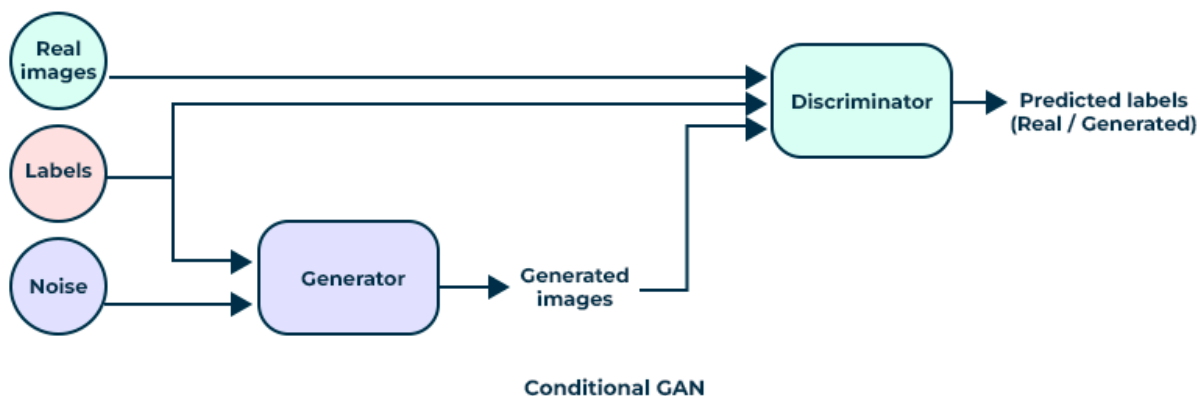 Real
images
Labels
Noise
Generator
Generated
images
Discriminator
Predicted labels
(Real / Generated)
Conditional GAN